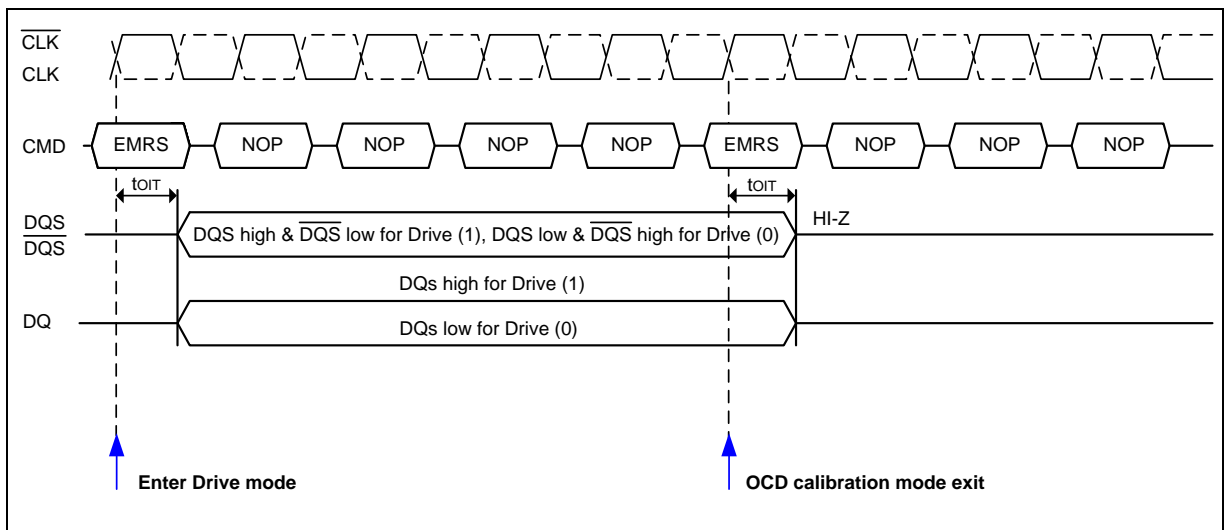 CLK
CLK
CMD EMRS NOP NOP NOP NOP EMRS NOP NOP NOP
tOIT tOIT
DQS
DQS
DQS high & DQS low for Drive (1), DQS low & DQS high for Drive (0)
HI-Z
DQs high for Drive (1)
DQ
DQs low for Drive (0)
Enter Drive mode
OCD calibration mode exit